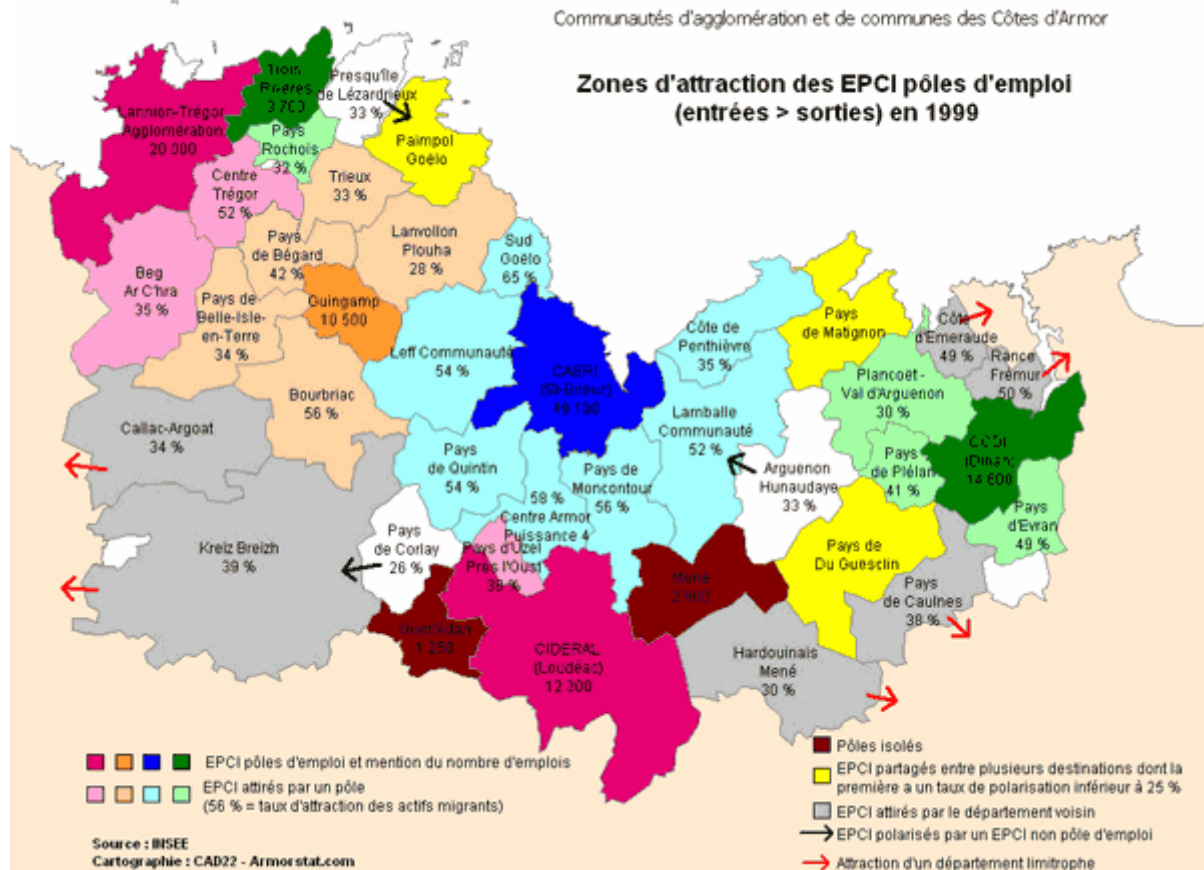 Communautés d'agglomération et de communes des Côtes d'Armor
Zones d'attraction des EPCI pôles d'emploi
(entrées > sorties) en 1999
Trois
Rivières
3 700
Presqu'île
de Lézardrieux
33 %
Lannion-Trégor
Agglomération
20 000
Pays
Rochois
32 %
Paimpol
Goëlo
Centre
Trégor
52 %
Trieux
33 %
Lanvollon
Plouha
28 %
Sud
Goëlo
65 %
Pays
de Bégard
42 %
Beg
Ar C'hra
35 %
Pays de
Belle-Isle-
en-Terre
34 %
Guingamp
10 500
Leff Communauté
54 %
CABRI
(St-Brieuc)
49 100
Côte de
Penthièvre
35 %
Pays
de Matignon
Côte
d'Emeraude
49 %
Rance
Frémur
50 %
Plancoët -
Val d'Arguenon
30 %
Bourbriac
56 %
Lamballe
Communauté
52 %
Callac-Argoat
34 %
Pays
de Quintin
54 %
Pays de
Moncontour
56 %
Arguenon
Hunaudaye
33 %
Pays
de Plélan
41 %
CODI
(Dinan)
14 600
58 %
Centre Armor
Puissance 4
Pays
d'Evran
49 %
Kreiz Breizh
39 %
Pays
de Corlay
26 %
Pays d'Uzel
Près l'Oust
38 %
Pays de
Du Guesclin
Mené
2 900
Pays
de Caulnes
38 %
Guerlédan
1 250
CIDERAL
(Loudéac)
12 300
Hardouinais
Mené
30 %
EPCI pôles d'emploi et mention du nombre d'emplois
EPCI attirés par un pôle
(56 % = taux d'attraction des actifs migrants)
Pôles isolés
EPCI partagés entre plusieurs destinations dont la
première a un taux de polarisation inférieur à 25 %
EPCI attirés par le département voisin
EPCI polarisés par un EPCI non pôle d'emploi
Attraction d'un département limitrophe
Source : INSEE
Cartographie : CAD22 - Armorstat.com